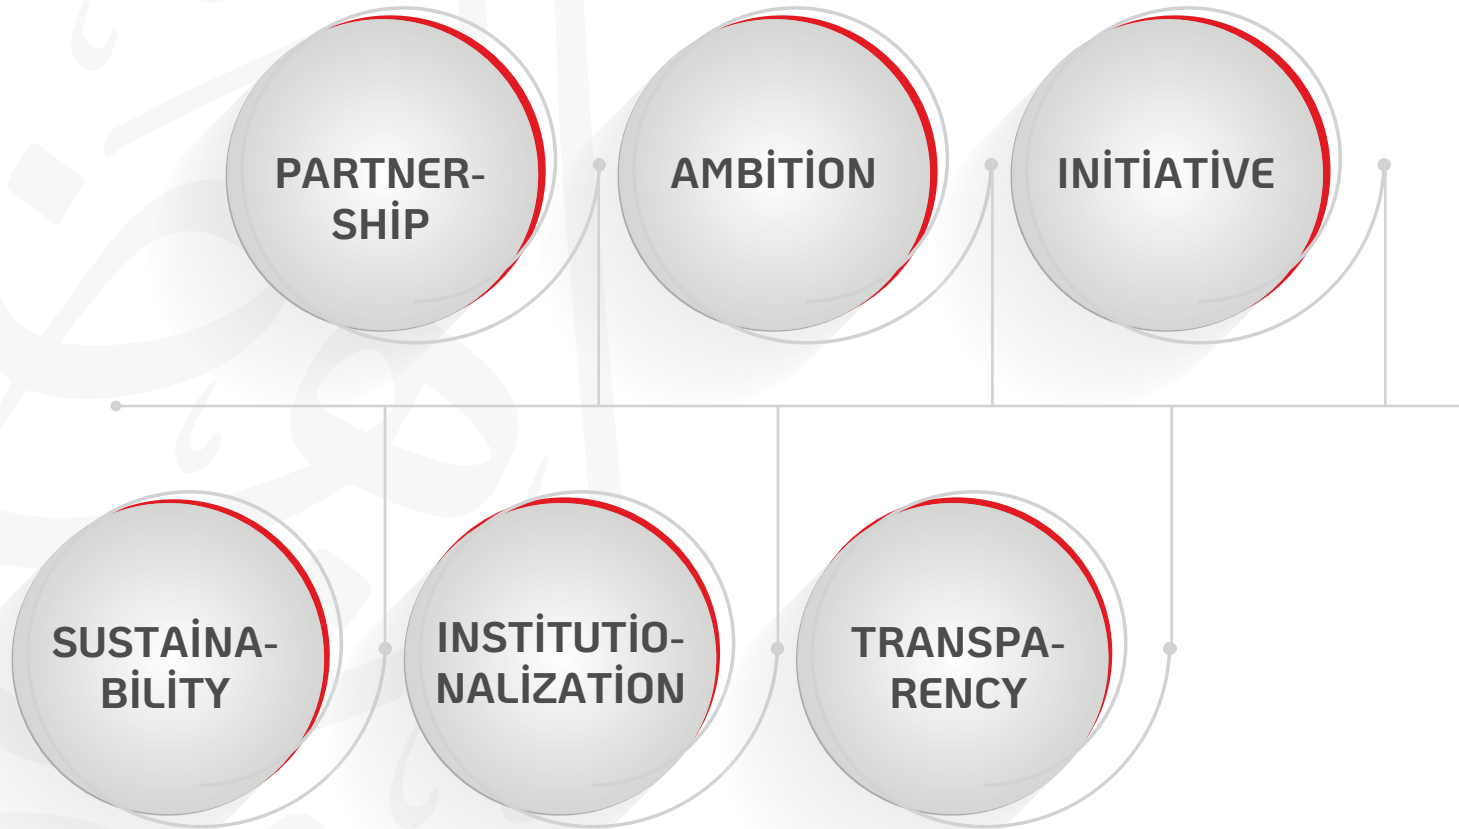 PARTNER-
SHİP
AMBİTİON
INİTİATİVE
SUSTAİNA-
BİLİTY
INSTİTUTİO-
NALİZATİON
TRANSPA-
RENCY